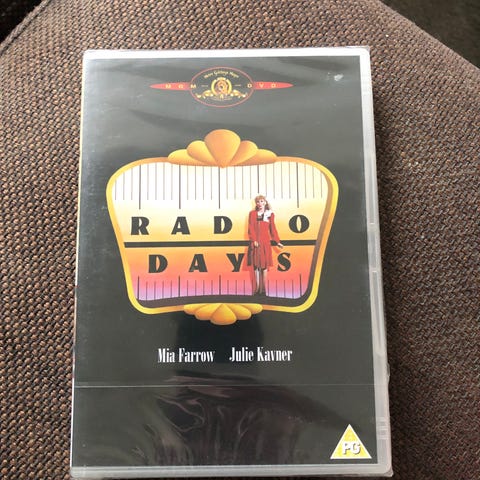 MGM DVD
RADIO
DAYS
Mia Farrow Julie Kavner
PG